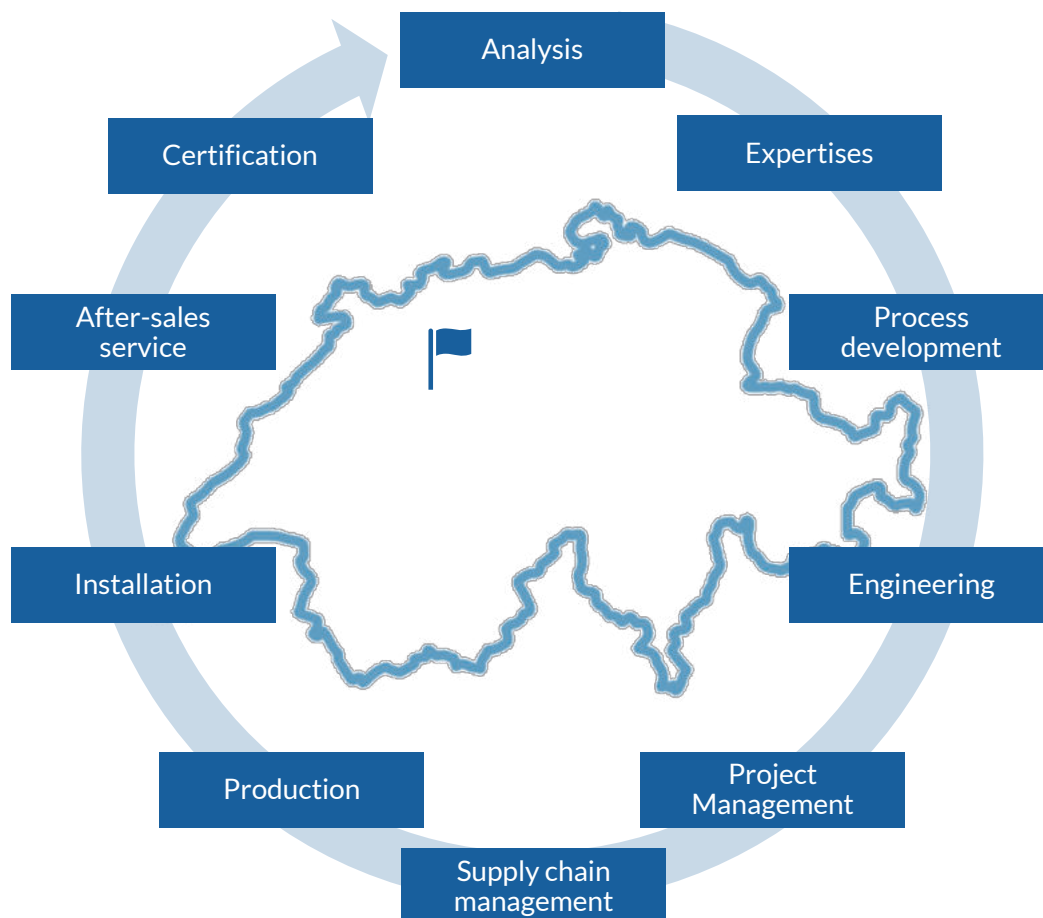 Analysis
Expertises
Process
development
Engineering
Project
Management
Supply chain
management
Production
Installation
After-sales
service
Certification